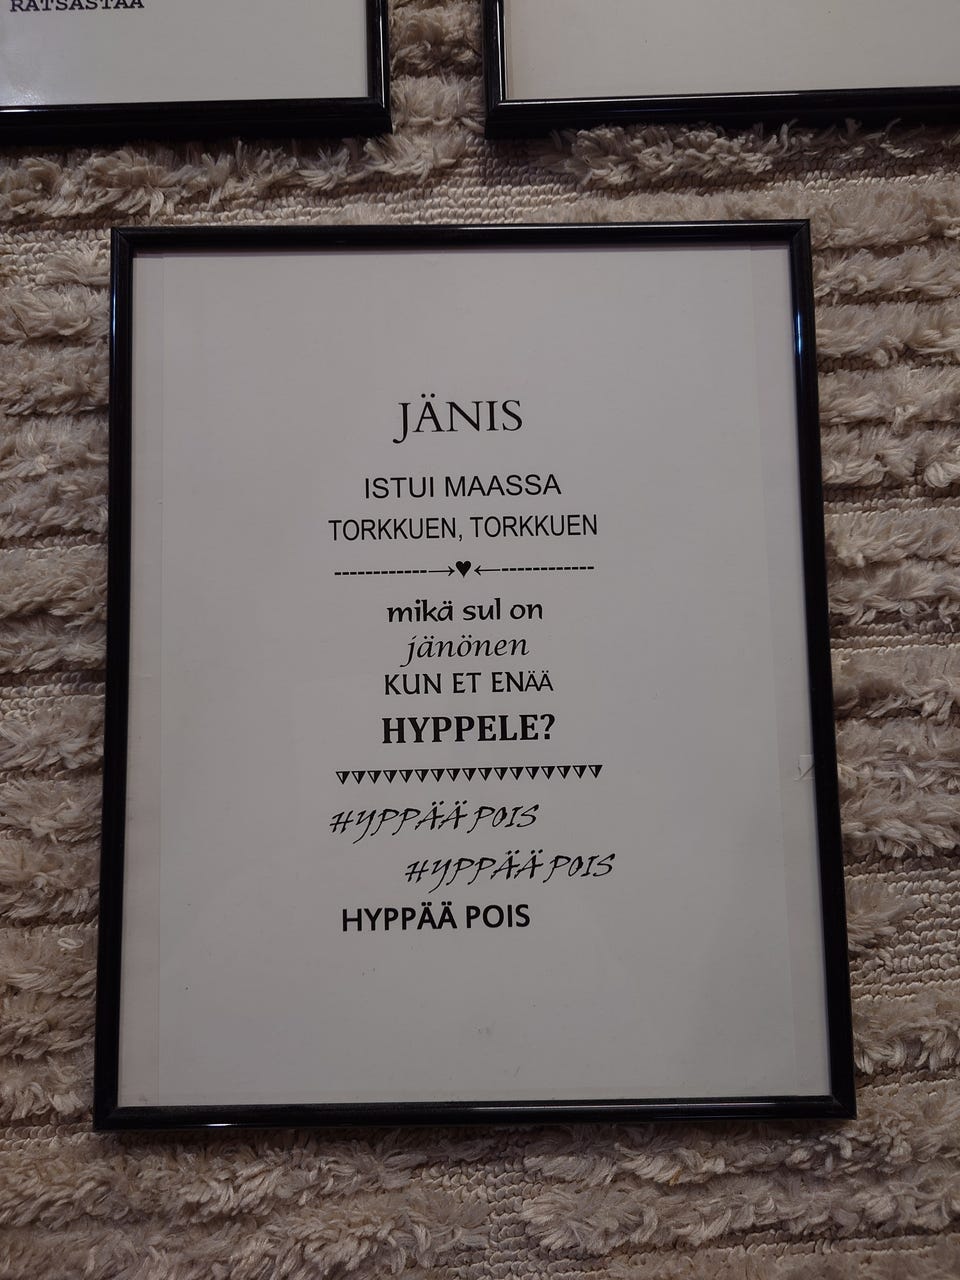 RATSASTAA
JÄNIS
ISTUI MAASSA
TORKKUEN, TORKKUEN
mikä sul on
jänönen
KUN ET ENÄÄ
HYPPELE?
HYPPÄÄ POIS
HYPPÄÄ POIS
HYPPÄÄ POIS